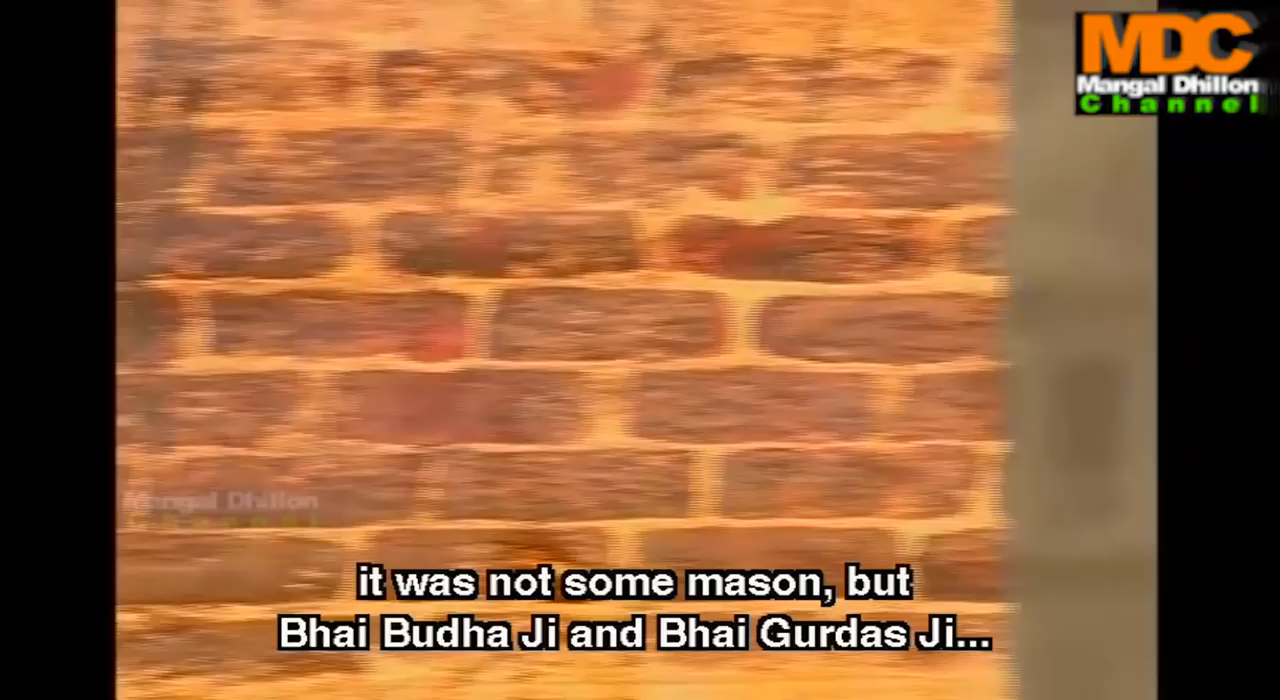 MDC
Mangal Dhillon
Channel
Mangal Dhillon
Channel
it was not some mason, but
Bhai Budha Ji and Bhai Gurdas Ji...